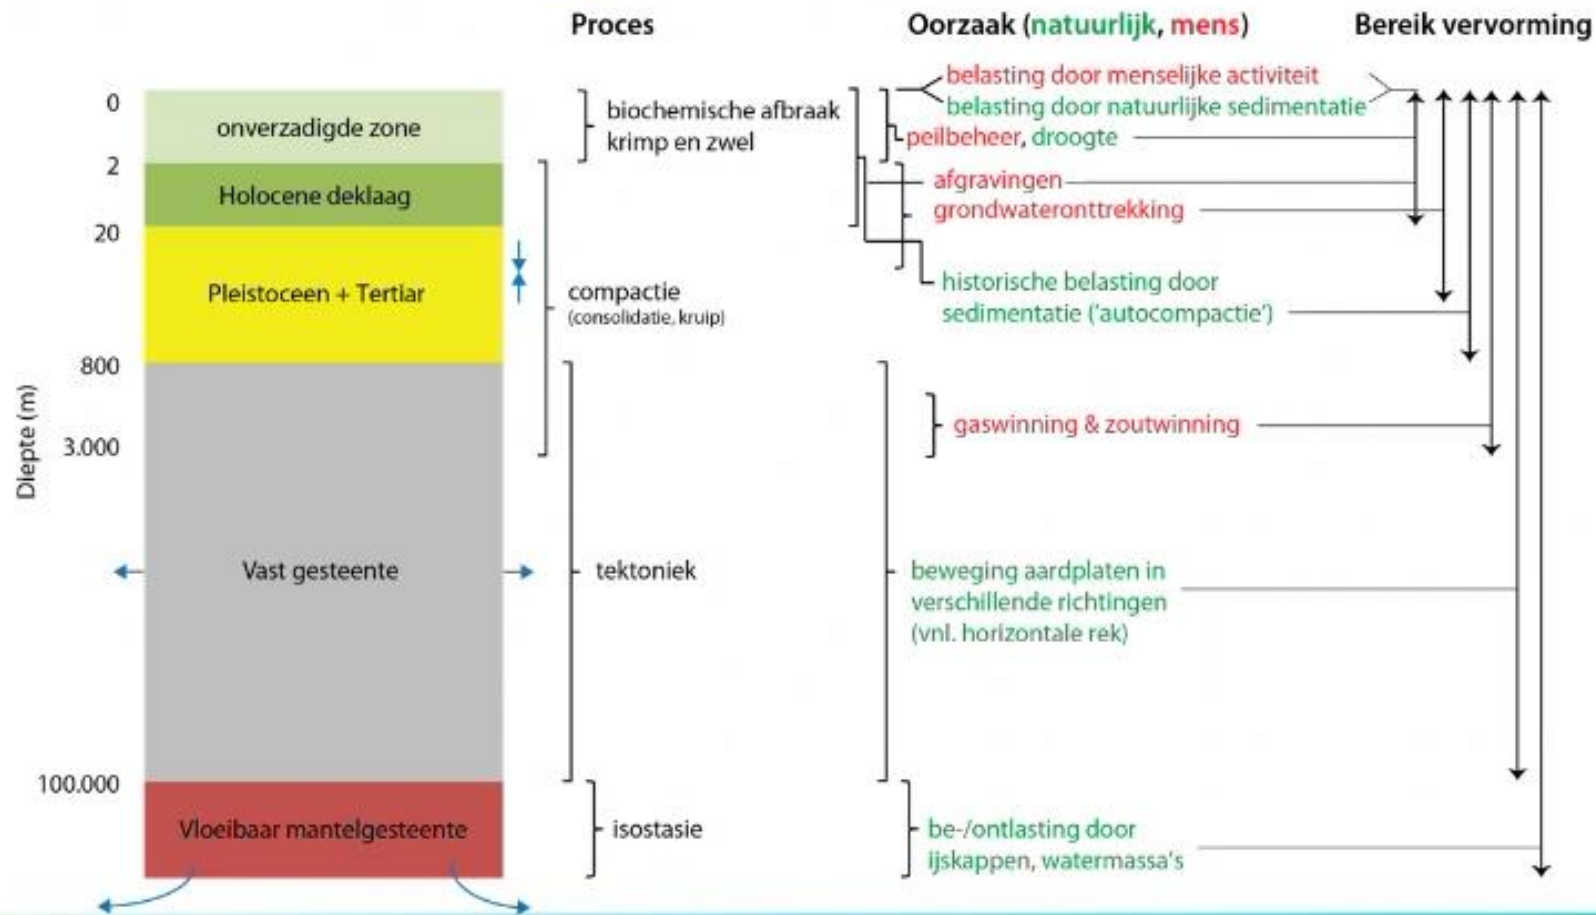 Proces
Oorzaak (natuurlijk, mens)
Bereik vervorming
0
onverzadigde zone
biochemische afbraak
krimp en zwel
belasting door menselijke activiteit
belasting door natuurlijke sedimentatie
peilbeheer, droogte
2
Holocene deklaag
afgravingen
grondwateronttrekking
20
Pleistoceen + Tertiar
compactie
(consolidatie, kruip)
historische belasting door
sedimentatie ('autocompactie')
800
Diepte (m)
3.000
gaswinning & zoutwinning
Vast gesteente
tektoniek
beweging aardplaten in
verschillende richtingen
(vnl. horizontale rek)
100.000
Vloeibaar mantelgesteente
isostasie
be-/ontlasting door
ijskappen, watermassa's